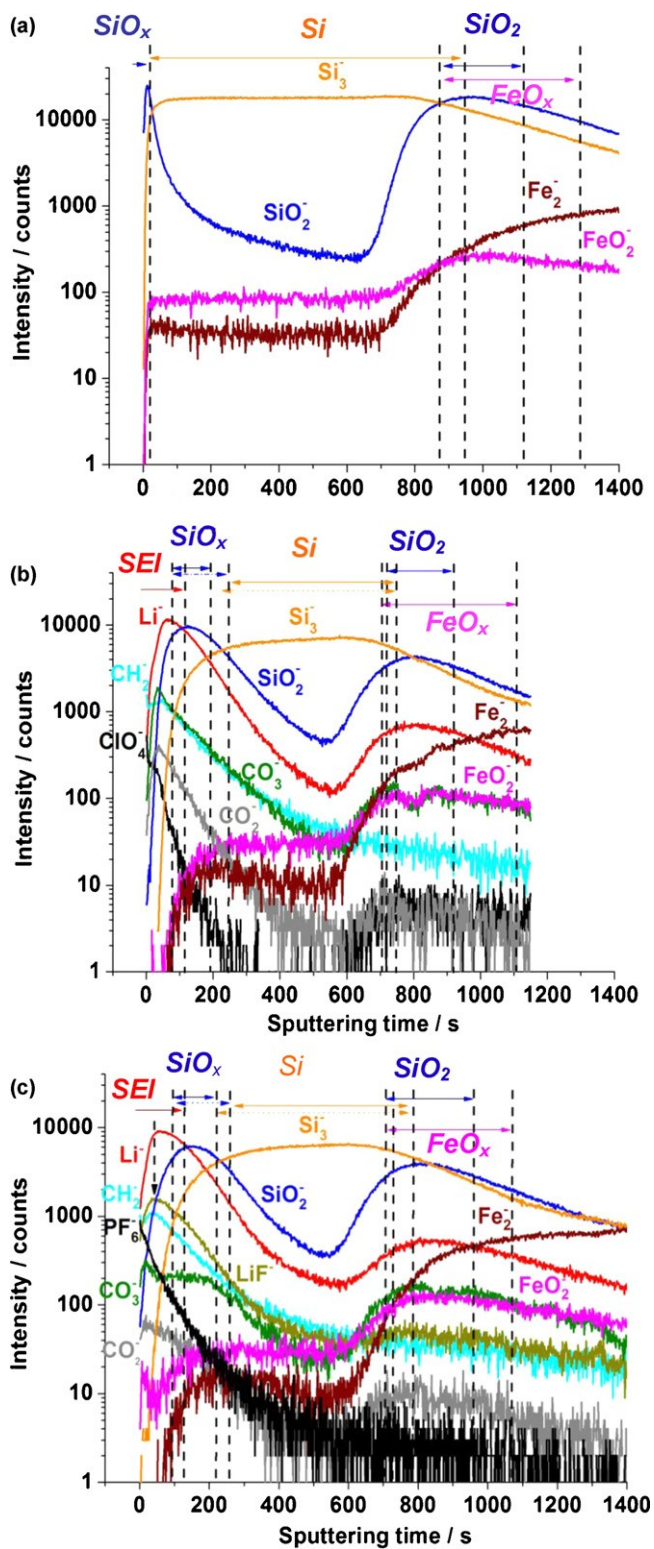 (a)
SiOₓ Si SiO₂
FeOₓ
Si₃⁻
SiO₂⁻
Fe₂⁻
FeO₂⁻
Intensity / counts
10000
1000
100
10
1
0 200 400 600 800 1000 1200 1400
(b)
SiOₓ Si SiO₂
SEI
FeOₓ
Li⁻
Si₃⁻
CH₂⁻
SiO₂⁻
ClO₄⁻
CO₃⁻
CO₂⁻
Fe₂⁻
FeO₂⁻
Intensity / counts
10000
1000
100
10
1
0 200 400 600 800 1000 1200 1400
Sputtering time / s
(c)
SiOₓ Si SiO₂
SEI
FeOₓ
Li⁻
Si₃⁻
CH₂⁻
SiO₂⁻
PF₆⁻
LiF⁻
Fe₂⁻
CO₃⁻
FeO₂⁻
CO₂⁻
Intensity / counts
10000
1000
100
10
1
0 200 400 600 800 1000 1200 1400
Sputtering time / s